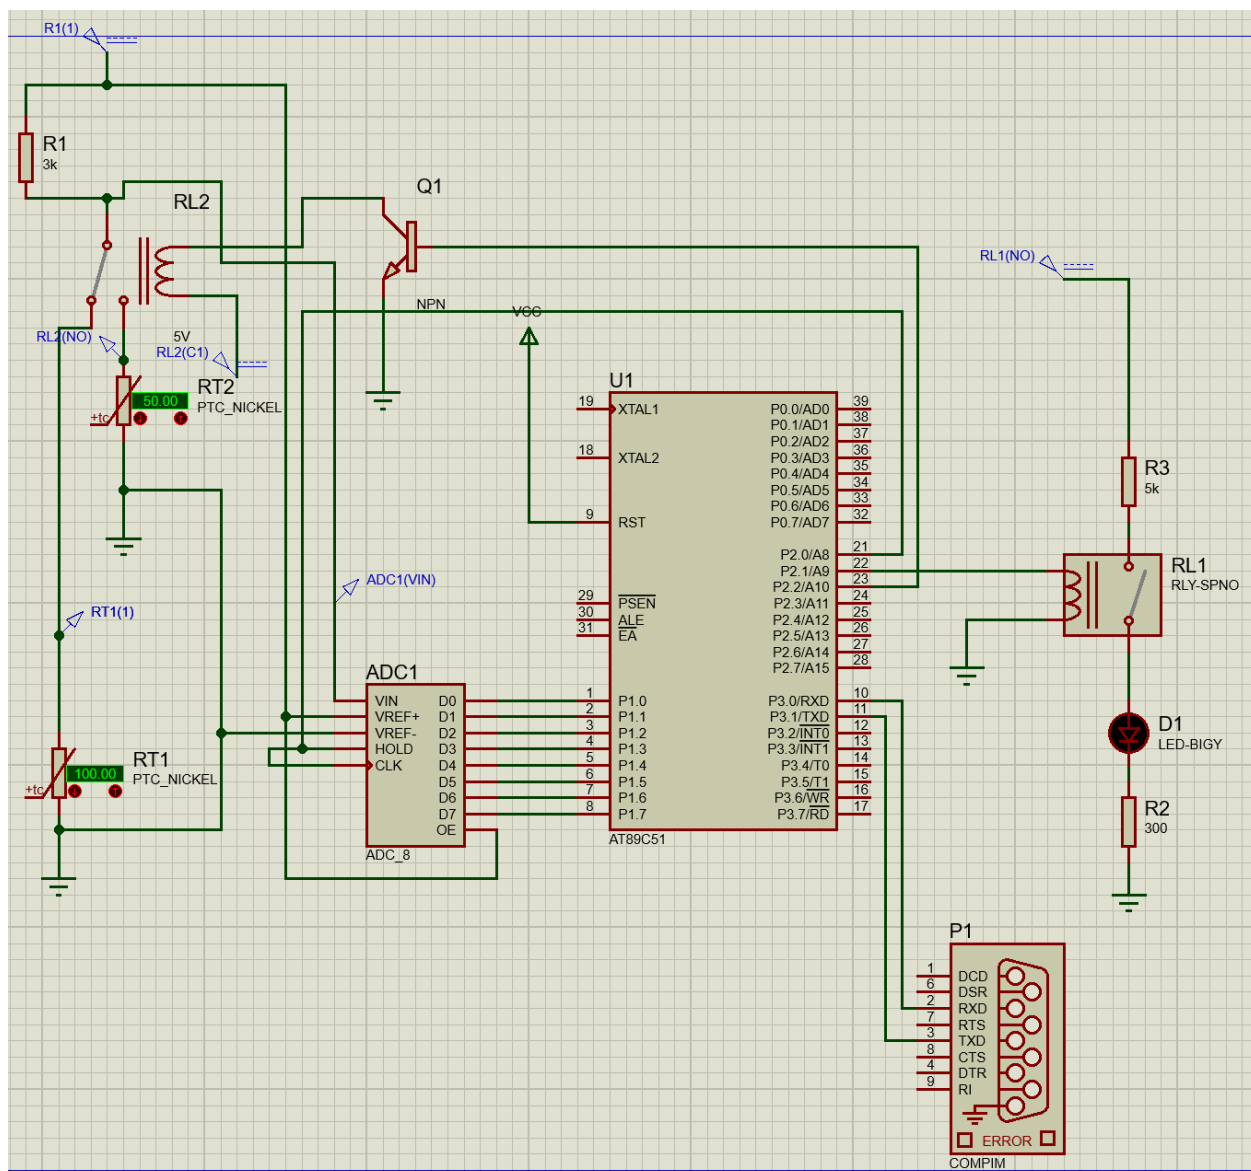 R1(1)
R1
3k
RL2
Q1
NPN
VCC
RL1(NO)
RL2(NO)
5V
RL2(C1)
RT2
PTC_NICKEL
50.00
+tc
U1
19 XTAL1
18 XTAL2
9 RST
29 PSEN
30 ALE
31 EA
1 P1.0
2 P1.1
3 P1.2
4 P1.3
5 P1.4
6 P1.5
7 P1.6
8 P1.7
P0.0/AD0 39
P0.1/AD1 38
P0.2/AD2 37
P0.3/AD3 36
P0.4/AD4 35
P0.5/AD5 34
P0.6/AD6 33
P0.7/AD7 32
P2.0/A8 21
P2.1/A9 22
P2.2/A10 23
P2.3/A11 24
P2.4/A12 25
P2.5/A13 26
P2.6/A14 27
P2.7/A15 28
P3.0/RXD 10
P3.1/TXD 11
P3.2/INT0 12
P3.3/INT1 13
P3.4/T0 14
P3.5/T1 15
P3.6/WR 16
P3.7/RD 17
AT89C51
R3
5k
RL1
RLY-SPNO
ADC1(VIN)
RT1(1)
ADC1
VIN D0
VREF+ D1
VREF- D2
HOLD D3
CLK D4
D5
D6
D7
OE
ADC_8
RT1
PTC_NICKEL
100.00
+tc
D1
LED-BIGY
R2
300
P1
1 DCD
6 DSR
2 RXD
7 RTS
3 TXD
8 CTS
4 DTR
9 RI
ERROR
COMPIM